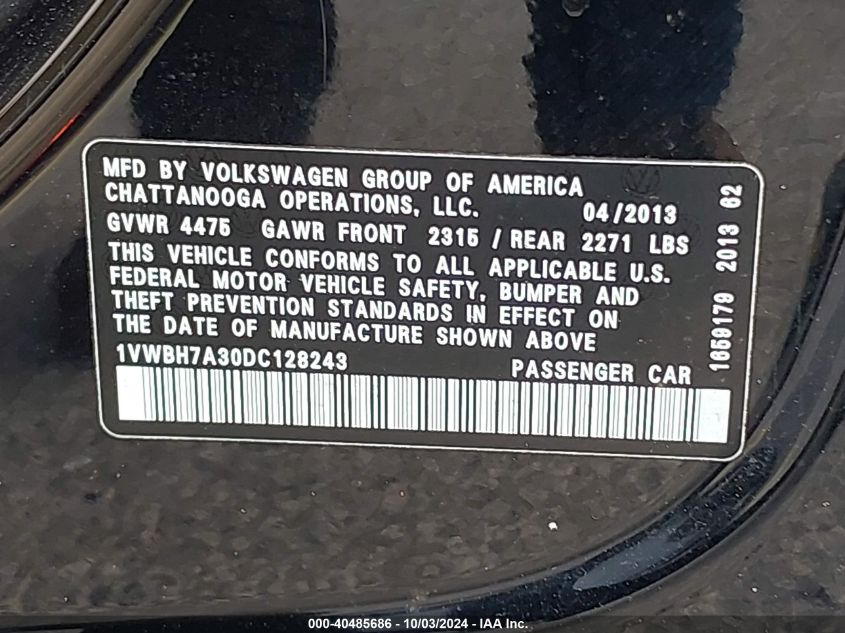 MFD BY VOLKSWAGEN GROUP OF AMERICA
CHATTANOOGA OPERATIONS, LLC. 04/2013
GVWR 4475 GAWR FRONT 2315 / REAR 2271 LBS
THIS VEHICLE CONFORMS TO ALL APPLICABLE U.S.
FEDERAL MOTOR VEHICLE SAFETY, BUMPER AND
THEFT PREVENTION STANDARDS IN EFFECT ON
THE DATE OF MANUFACTURE SHOWN ABOVE
1VWBH7A30DC128243 PASSENGER CAR
1659179 2013 62
000-40485686 - 10/03/2024 - IAA Inc.